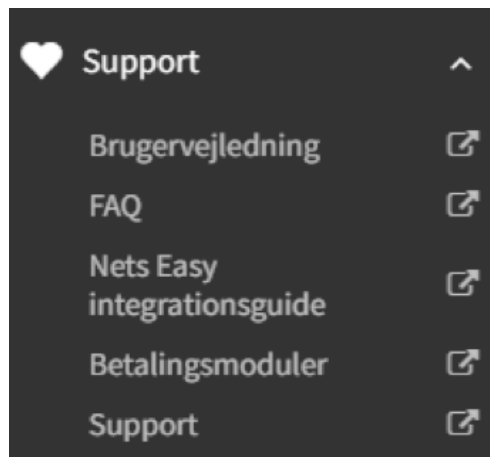 Support
Brugervejledning
FAQ
Nets Easy
integrationsguide
Betalingsmoduler
Support